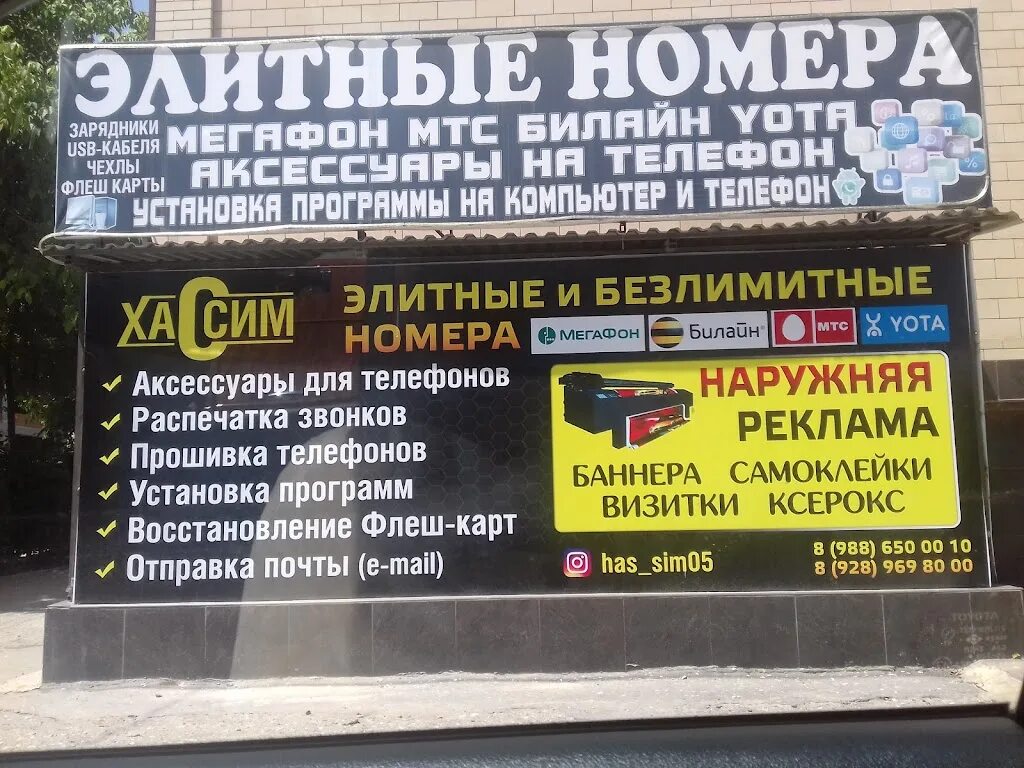 ЭЛИТНЫЕ НОМЕРА
ЗАРЯДНИКИ
USB-КАБЕЛЯ
ЧЕХЛЫ
ФЛЕШ КАРТЫ
МЕГАФОН МТС БИЛАЙН YOTA
АКСЕССУАРЫ НА ТЕЛЕФОН
УСТАНОВКА ПРОГРАММЫ НА КОМПЬЮТЕР И ТЕЛЕФОН
ХАССИМ
ЭЛИТНЫЕ И БЕЗЛИМИТНЫЕ
НОМЕРА
МЕГАФОН
Билайн®
МТС
YOTA
Аксессуары для телефонов
Распечатка звонков
Прошивка телефонов
Установка программ
Восстановление Флеш-карт
Отправка почты (e-mail)
НАРУЖНЯЯ
РЕКЛАМА
БАННЕРА САМОКЛЕЙКИ
ВИЗИТКИ КСЕРОКС
has_sim05
8 (988) 650 00 10
8 (928) 969 80 00
TOYOTA